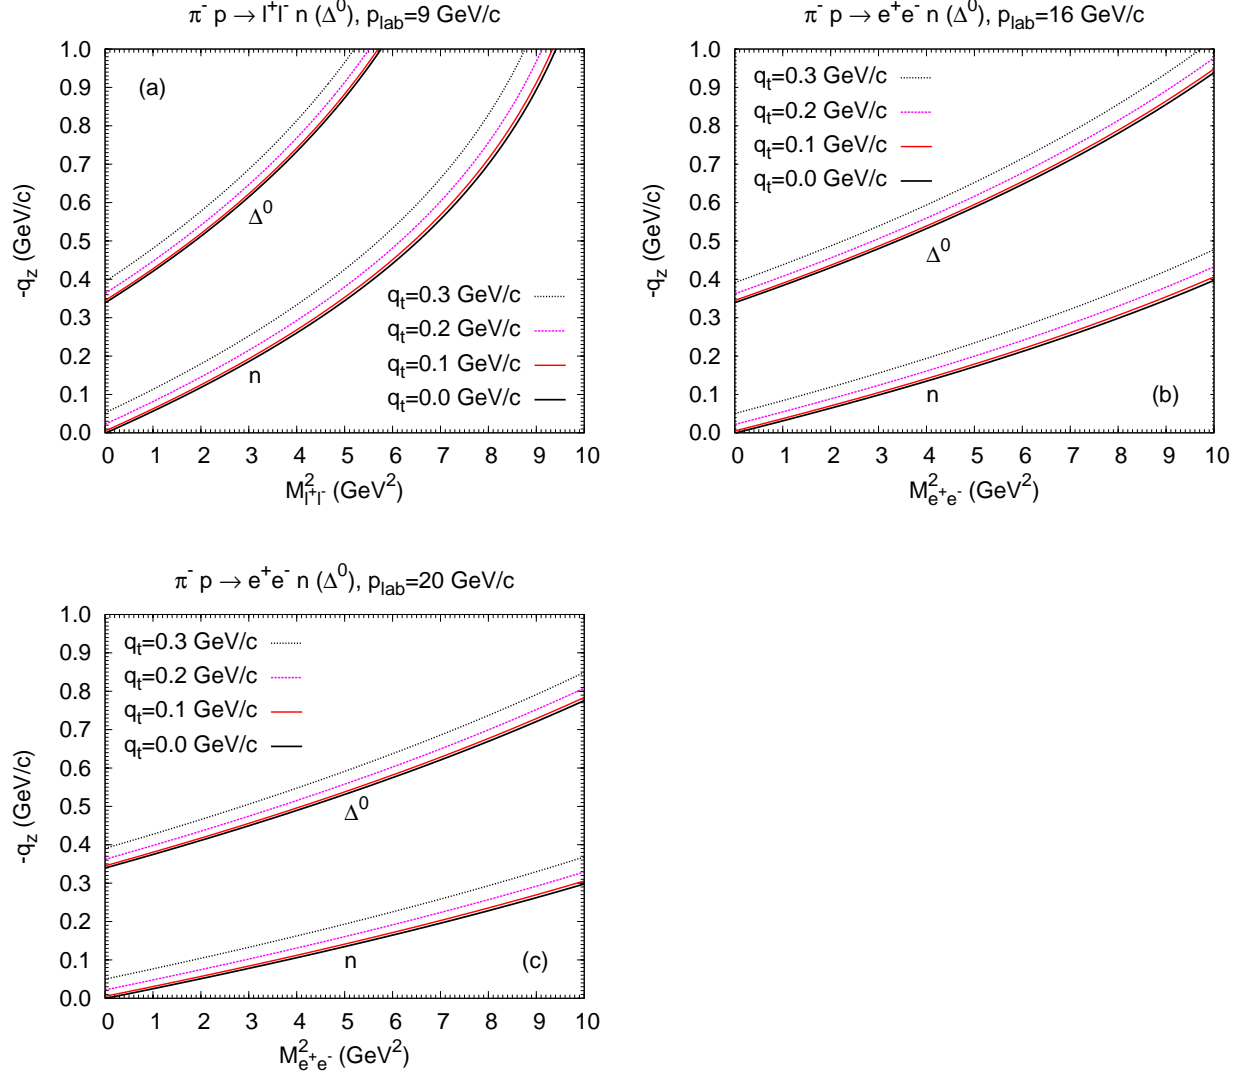 π⁻ p → l⁺l⁻ n (Δ⁰), p_lab=9 GeV/c
(a)
1.0
0.9
0.8
0.7
0.6
0.5
0.4
0.3
0.2
0.1
0.0
-q_z (GeV/c)
Δ⁰
n
q_t=0.3 GeV/c
q_t=0.2 GeV/c
q_t=0.1 GeV/c
q_t=0.0 GeV/c
0 1 2 3 4 5 6 7 8 9 10
M²_l⁺l⁻ (GeV²)
π⁻ p → e⁺e⁻ n (Δ⁰), p_lab=16 GeV/c
q_t=0.3 GeV/c
q_t=0.2 GeV/c
q_t=0.1 GeV/c
q_t=0.0 GeV/c
1.0
0.9
0.8
0.7
0.6
0.5
0.4
0.3
0.2
0.1
0.0
-q_z (GeV/c)
Δ⁰
n
(b)
0 1 2 3 4 5 6 7 8 9 10
M²_e⁺e⁻ (GeV²)
π⁻ p → e⁺e⁻ n (Δ⁰), p_lab=20 GeV/c
q_t=0.3 GeV/c
q_t=0.2 GeV/c
q_t=0.1 GeV/c
q_t=0.0 GeV/c
1.0
0.9
0.8
0.7
0.6
0.5
0.4
0.3
0.2
0.1
0.0
-q_z (GeV/c)
Δ⁰
n
(c)
0 1 2 3 4 5 6 7 8 9 10
M²_e⁺e⁻ (GeV²)